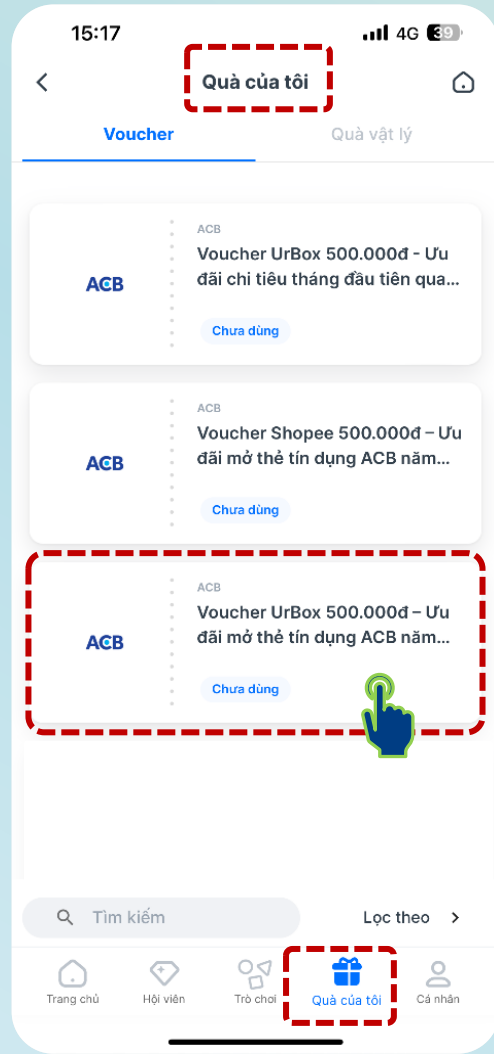 15:17
4G 39
Quà của tôi
Voucher
Quà vật lý
ACB
ACB
Voucher UrBox 500.000đ - Ưu
đãi chi tiêu tháng đầu tiên qua...
Chưa dùng
ACB
ACB
Voucher Shopee 500.000đ – Ưu
đãi mở thẻ tín dụng ACB năm...
Chưa dùng
ACB
ACB
Voucher UrBox 500.000đ – Ưu
đãi mở thẻ tín dụng ACB năm...
Chưa dùng
Tìm kiếm
Lọc theo
Trang chủ
Hội viên
Trò chơi
Quà của tôi
Cá nhân